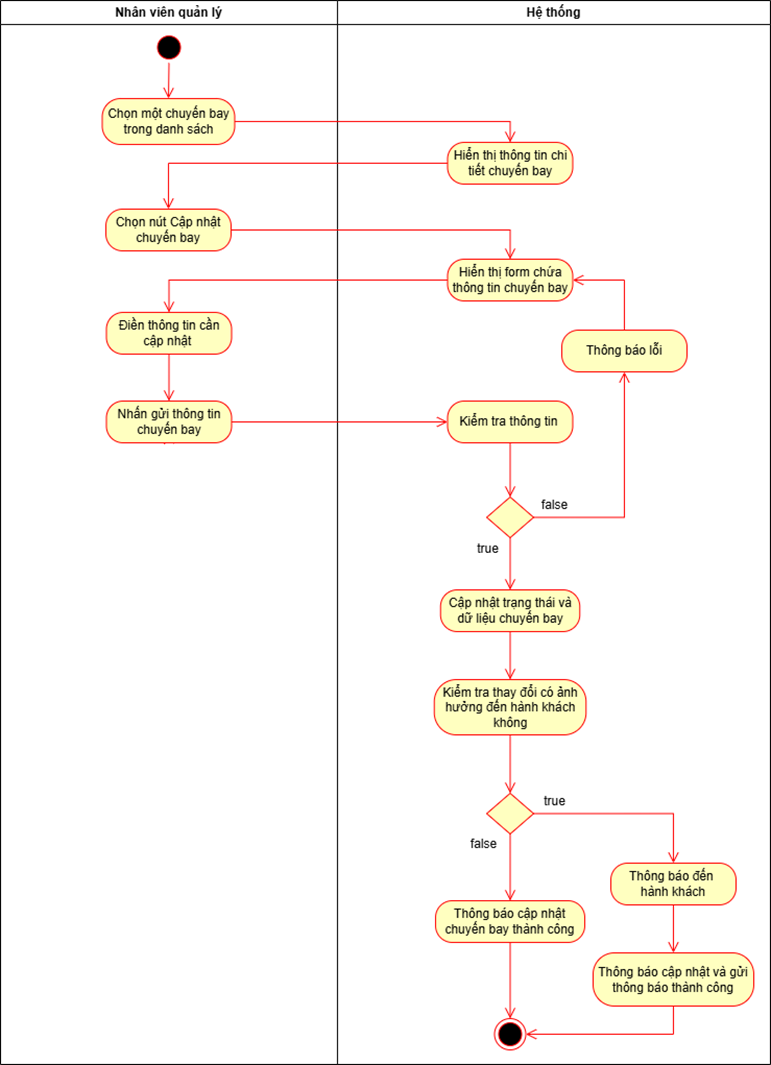 Nhân viên quản lý
Hệ thống
Chọn một chuyến bay
trong danh sách
Hiển thị thông tin chi
tiết chuyến bay
Chọn nút Cập nhật
chuyến bay
Hiển thị form chứa
thông tin chuyến bay
Điền thông tin cần
cập nhật
Thông báo lỗi
Nhấn gửi thông tin
chuyến bay
Kiểm tra thông tin
false
true
Cập nhật trạng thái và
dữ liệu chuyến bay
Kiểm tra thay đổi có ảnh
hưởng đến hành khách
không
true
false
Thông báo đến
hành khách
Thông báo cập nhật
chuyến bay thành công
Thông báo cập nhật và gửi
thông báo thành công